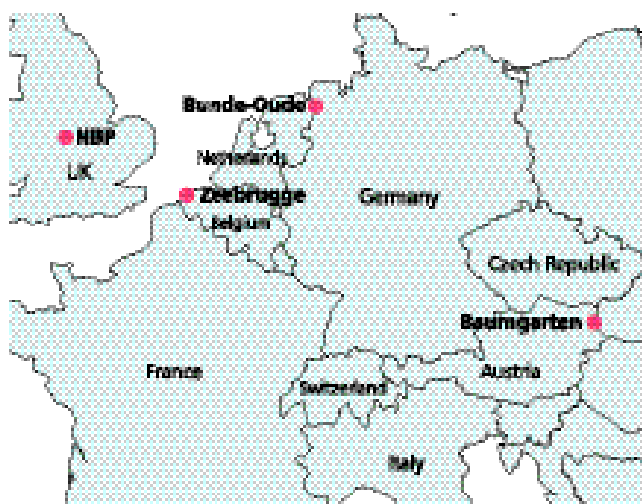 Bunde-Oude
NBP
Netherlands
UK
Zeebrugge
Germany
Belgium
Czech Republic
Baumgarten
France
Austria
Switzerland
Italy